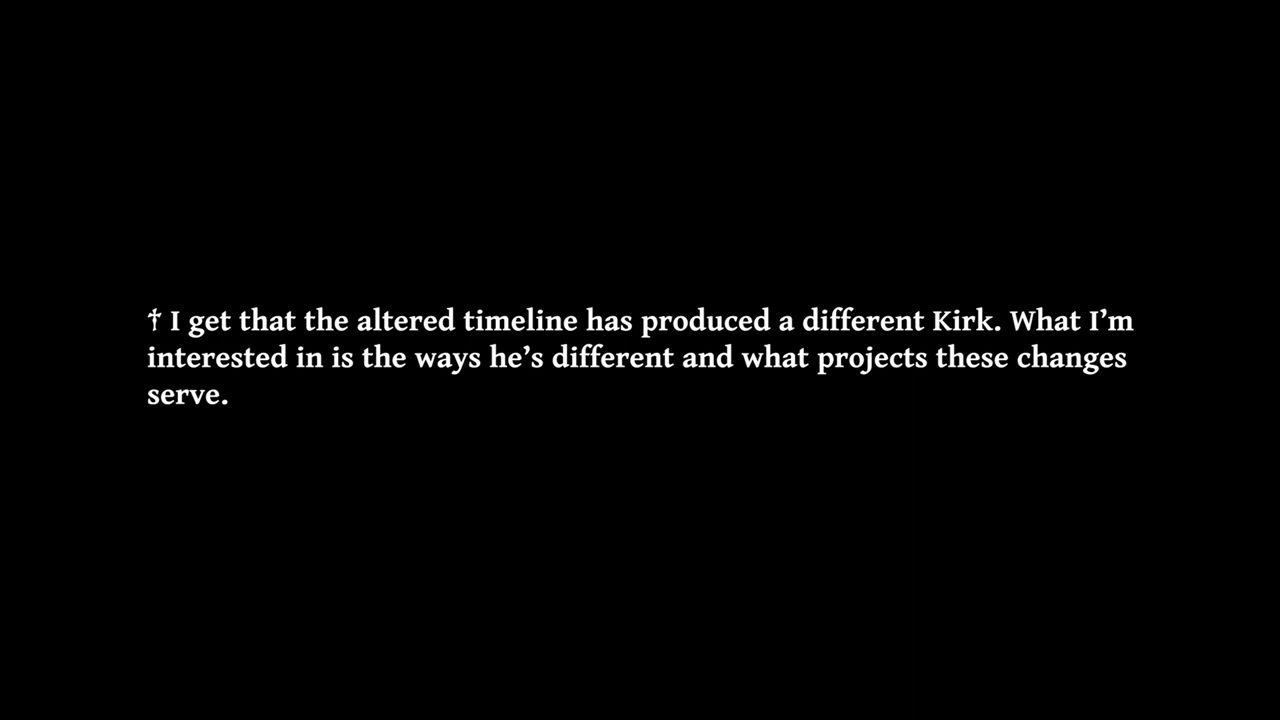 † I get that the altered timeline has produced a different Kirk. What I’m
interested in is the ways he’s different and what projects these changes
serve.